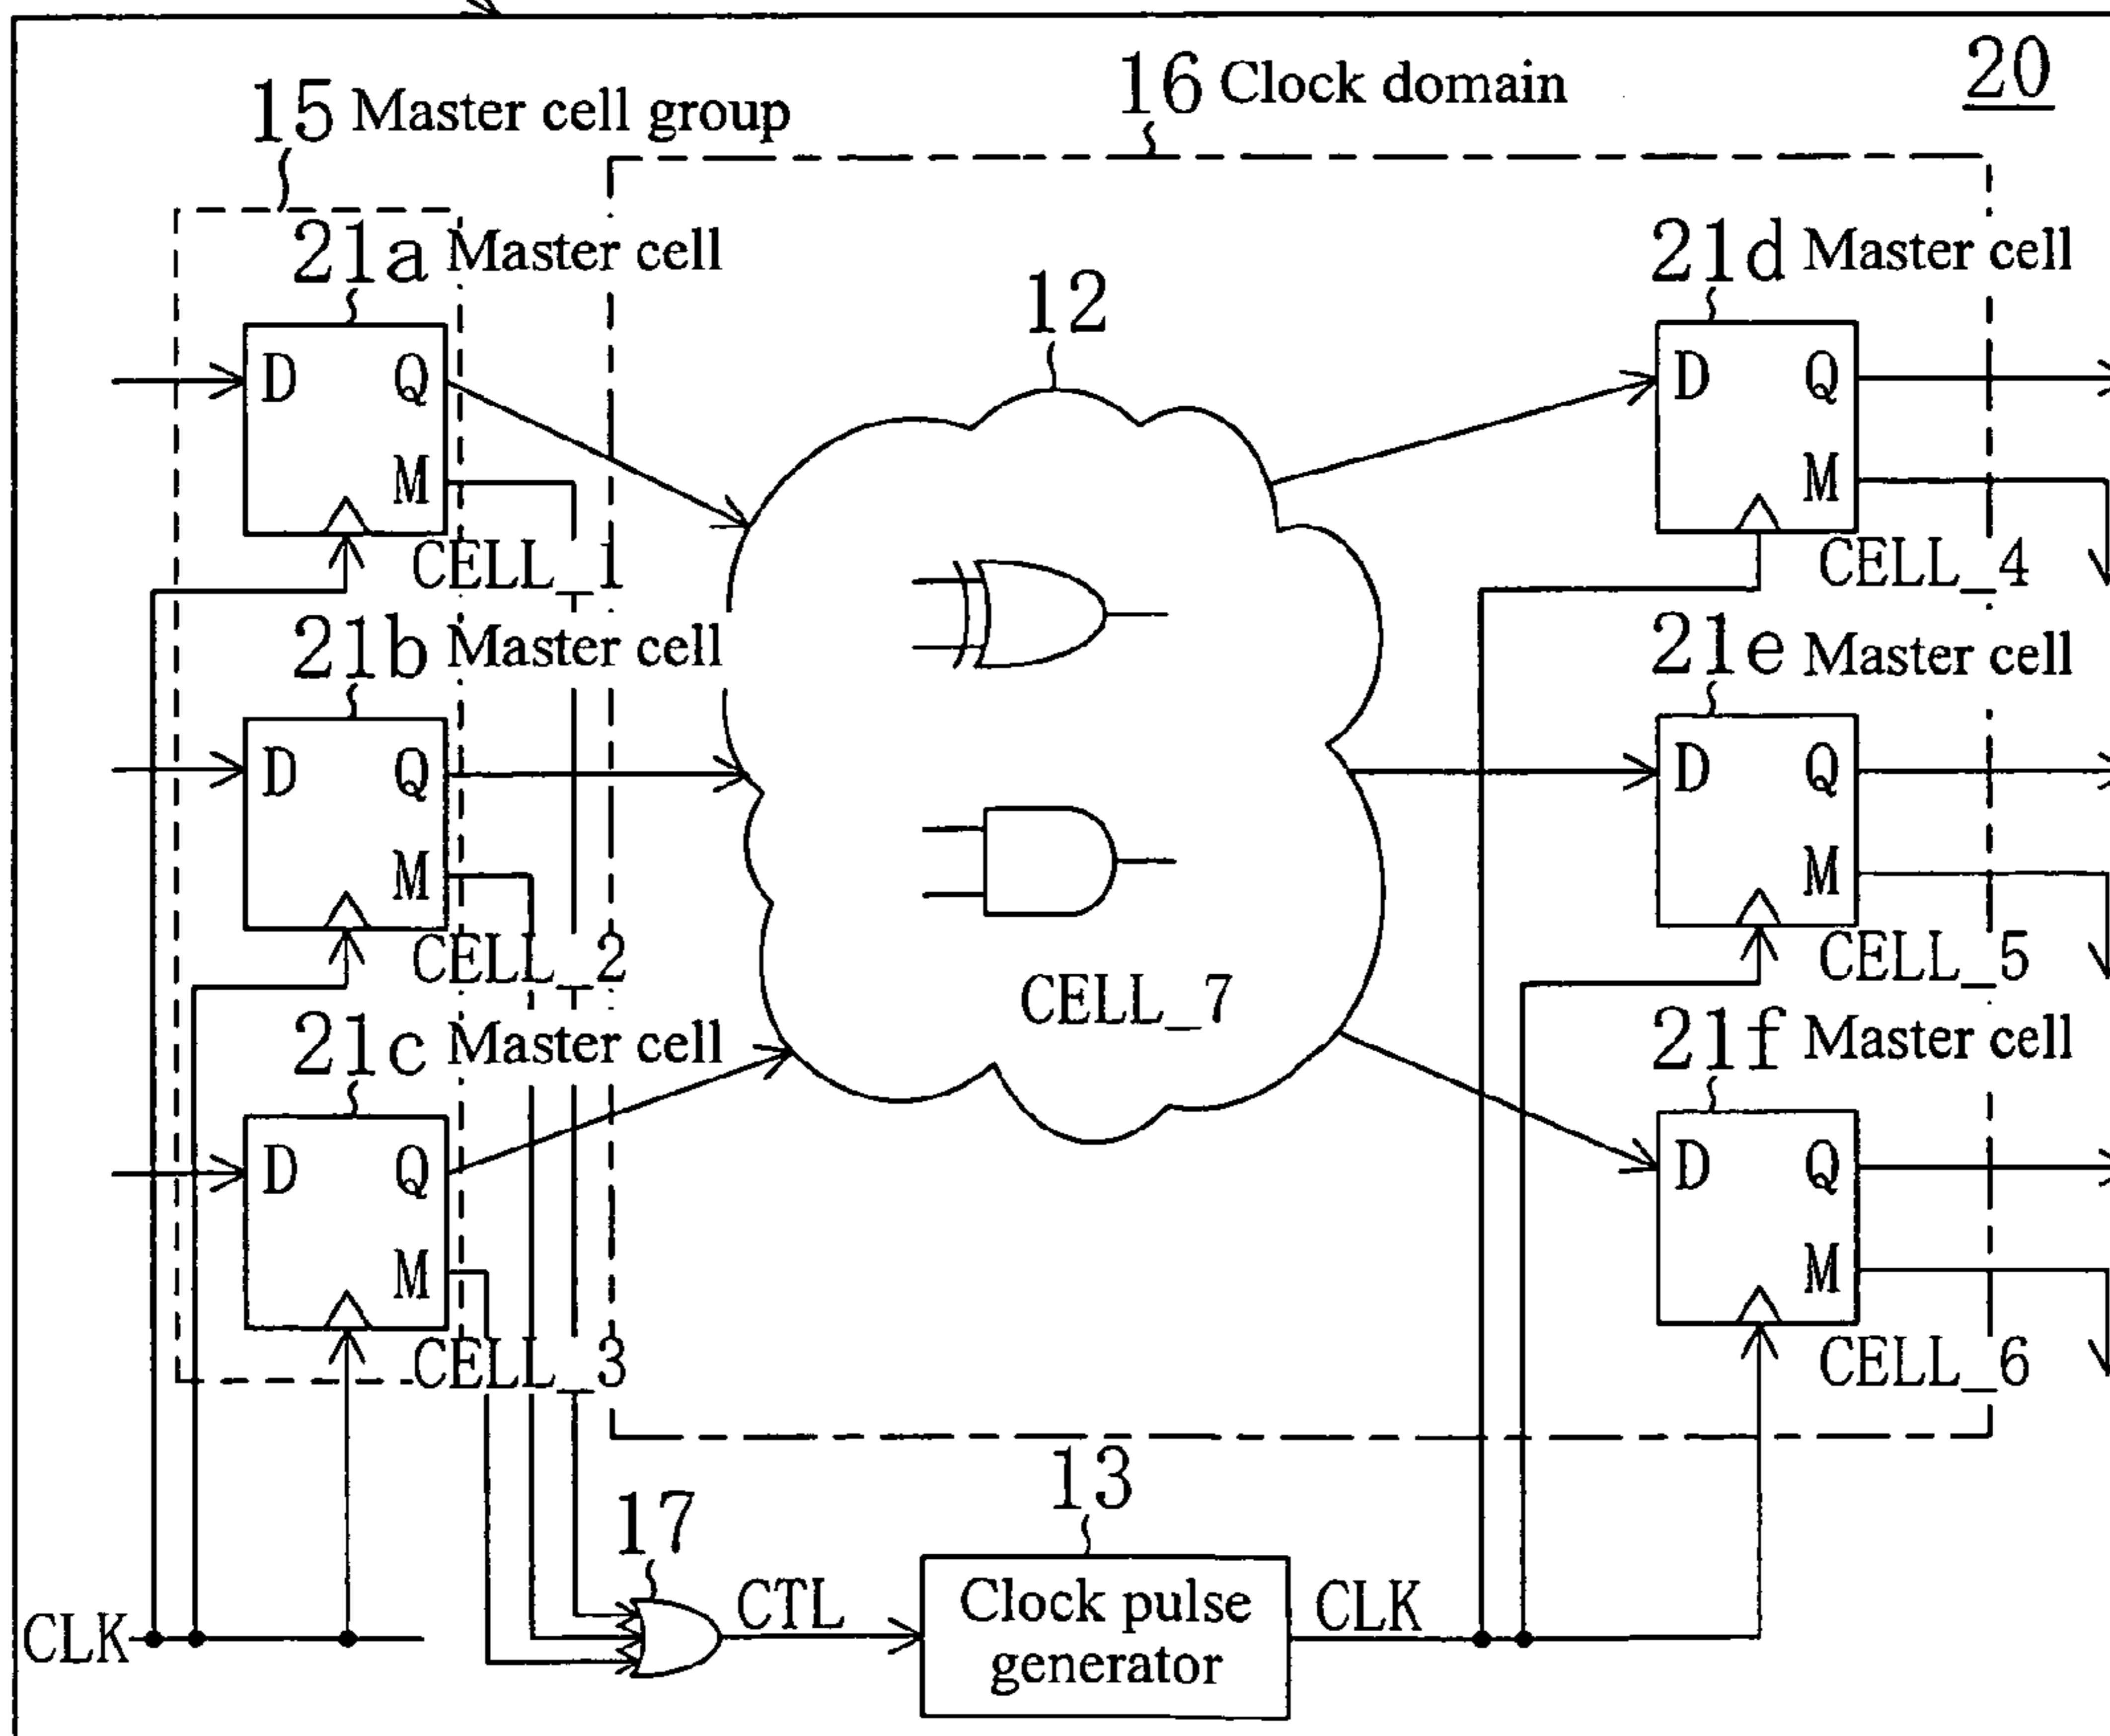 20
16 Clock domain
15 Master cell group
21a Master cell
21d Master cell
12
D Q
D Q
M
M
CELL_1
CELL_4
21b Master cell
21e Master cell
D Q
D Q
M
M
CELL_2
CELL_5
CELL_7
21c Master cell
21f Master cell
D Q
D Q
M
M
CELL_3
CELL_6
13
17
CTL
Clock pulse
generator
CLK
CLK